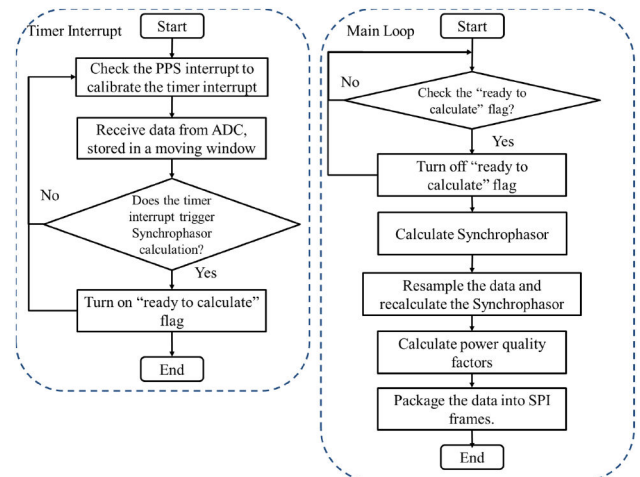 Timer Interrupt
Start
Check the PPS interrupt to
calibrate the timer interrupt
Receive data from ADC,
stored in a moving window
No
Does the timer
interrupt trigger
Synchrophasor
calculation?
Yes
Turn on “ready to calculate”
flag
End
Main Loop
Start
No
Check the “ready to
calculate” flag?
Yes
Turn off “ready to
calculate” flag
Calculate Synchrophasor
Resample the data and
recalculate the Synchrophasor
Calculate power quality
factors
Package the data into SPI
frames.
End